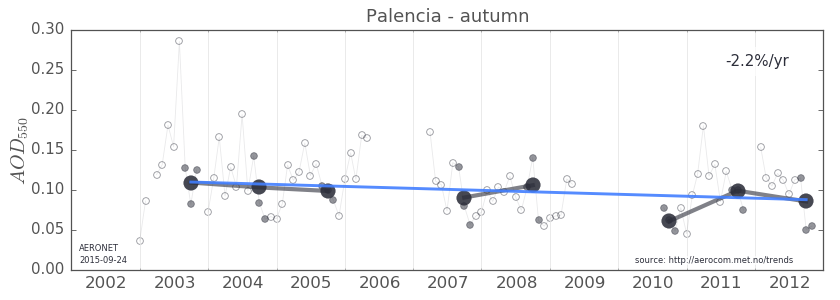 Palencia - autumn
0.30
0.25
0.20
0.15
0.10
0.05
0.00
AOD550
-2.2%/yr
AERONET
2015-09-24
source: http://aerocom.met.no/trends
2002 2003 2004 2005 2006 2007 2008 2009 2010 2011 2012